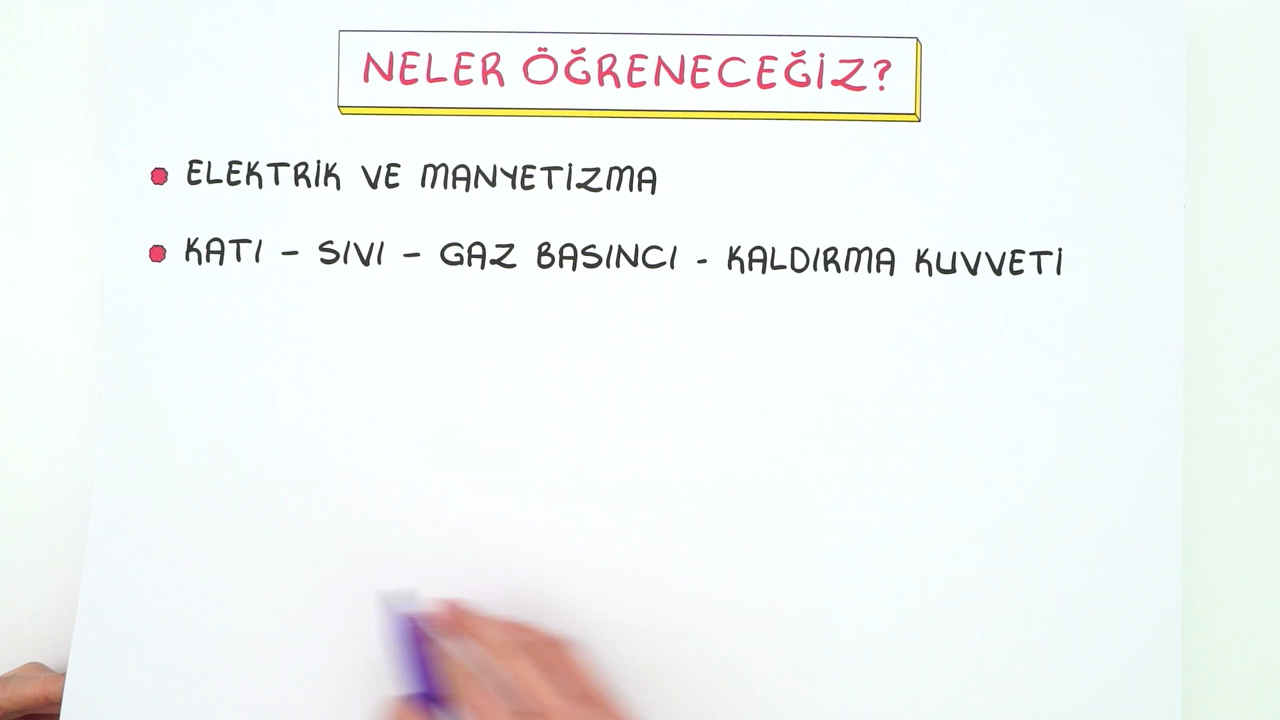 NELER ÖĞRENECEĞİZ?
ELEKTRİK VE MANYETİZMA
KATI - SIVI - GAZ BASINCI - KALDIRMA KUVVETİ